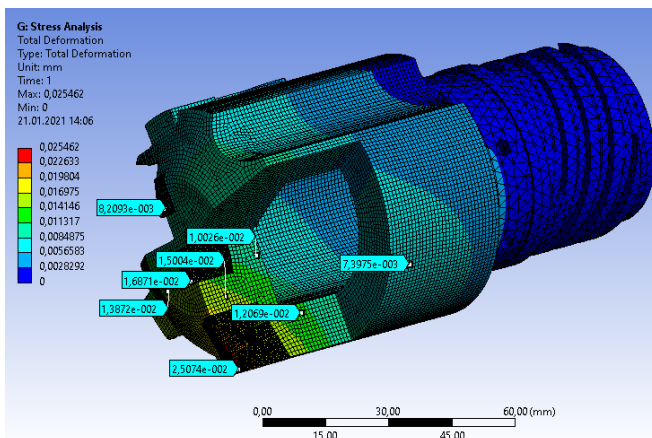 G: Stress Analysis
Total Deformation
Type: Total Deformation
Unit: mm
Time: 1
Max: 0,025462
Min: 0
21.01.2021 14:06
0,025462
0,022633
0,019804
0,016975
0,014146
0,011317
0,0084875
0,0056583
0,0028292
0
8,2093e-003
1,0026e-002
1,5004e-002
7,3975e-003
1,6871e-002
1,3872e-002
1,2069e-002
2,5074e-002
0,00 30,00 60,00 (mm)
15,00 45,00